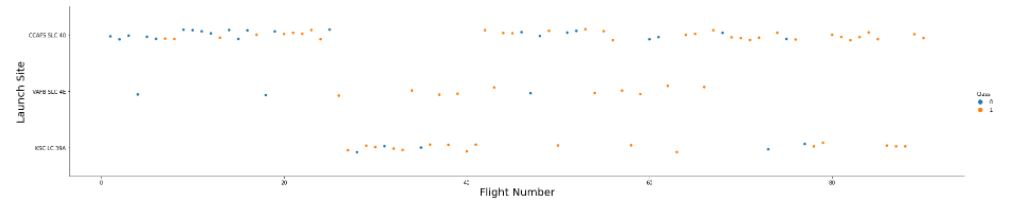 CCAFS SLC 40
VAFB SLC 4E
KSC LC 39A
Launch Site
0
20
40
60
80
Flight Number
Class
0
1